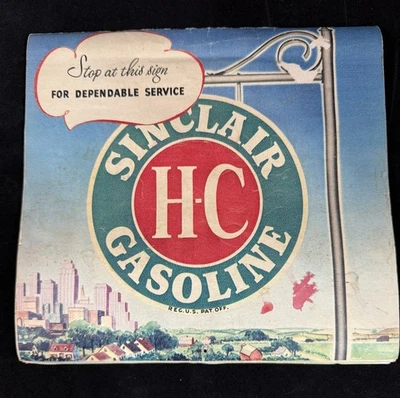 Stop at this sign
FOR DEPENDABLE SERVICE
SINCLAIR
H-C
GASOLINE
REG. U.S. PAT. OFF.